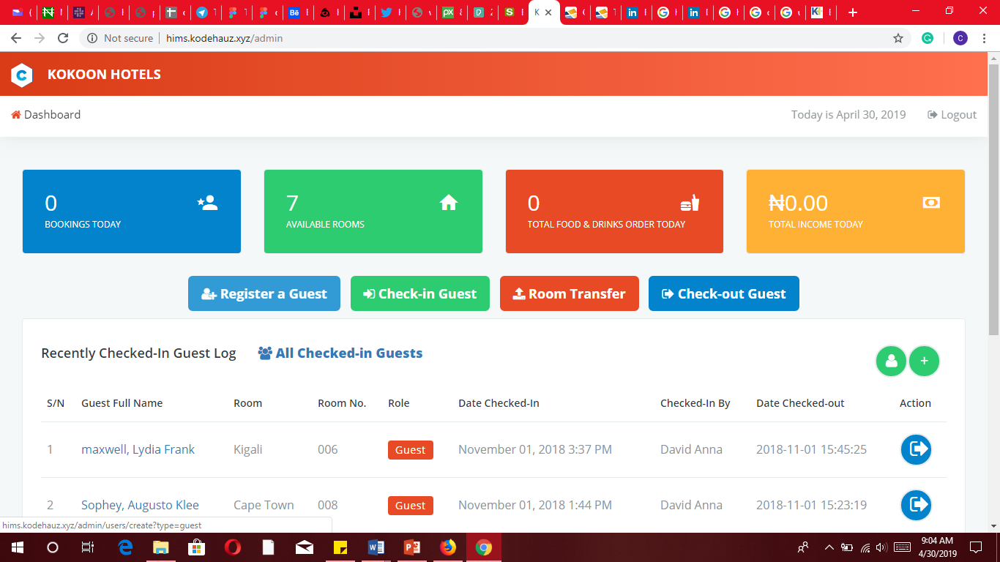 Not secure | hims.kodehauz.xyz/admin
C
KOKOON HOTELS
Dashboard
Today is April 30, 2019
Logout
0
BOOKINGS TODAY
7
AVAILABLE ROOMS
0
TOTAL FOOD & DRINKS ORDER TODAY
₦0.00
TOTAL INCOME TODAY
Register a Guest
Check-in Guest
Room Transfer
Check-out Guest
Recently Checked-In Guest Log
All Checked-in Guests
S/N Guest Full Name Room Room No. Role Date Checked-In Checked-In By Date Checked-out Action
1 maxwell, Lydia Frank Kigali 006 Guest November 01, 2018 3:37 PM David Anna 2018-11-01 15:45:25
2 Sophey, Augusto Klee Cape Town 008 Guest November 01, 2018 1:44 PM David Anna 2018-11-01 15:23:19
hims.kodehauz.xyz/admin/users/create?type=guest
9:04 AM
4/30/2019